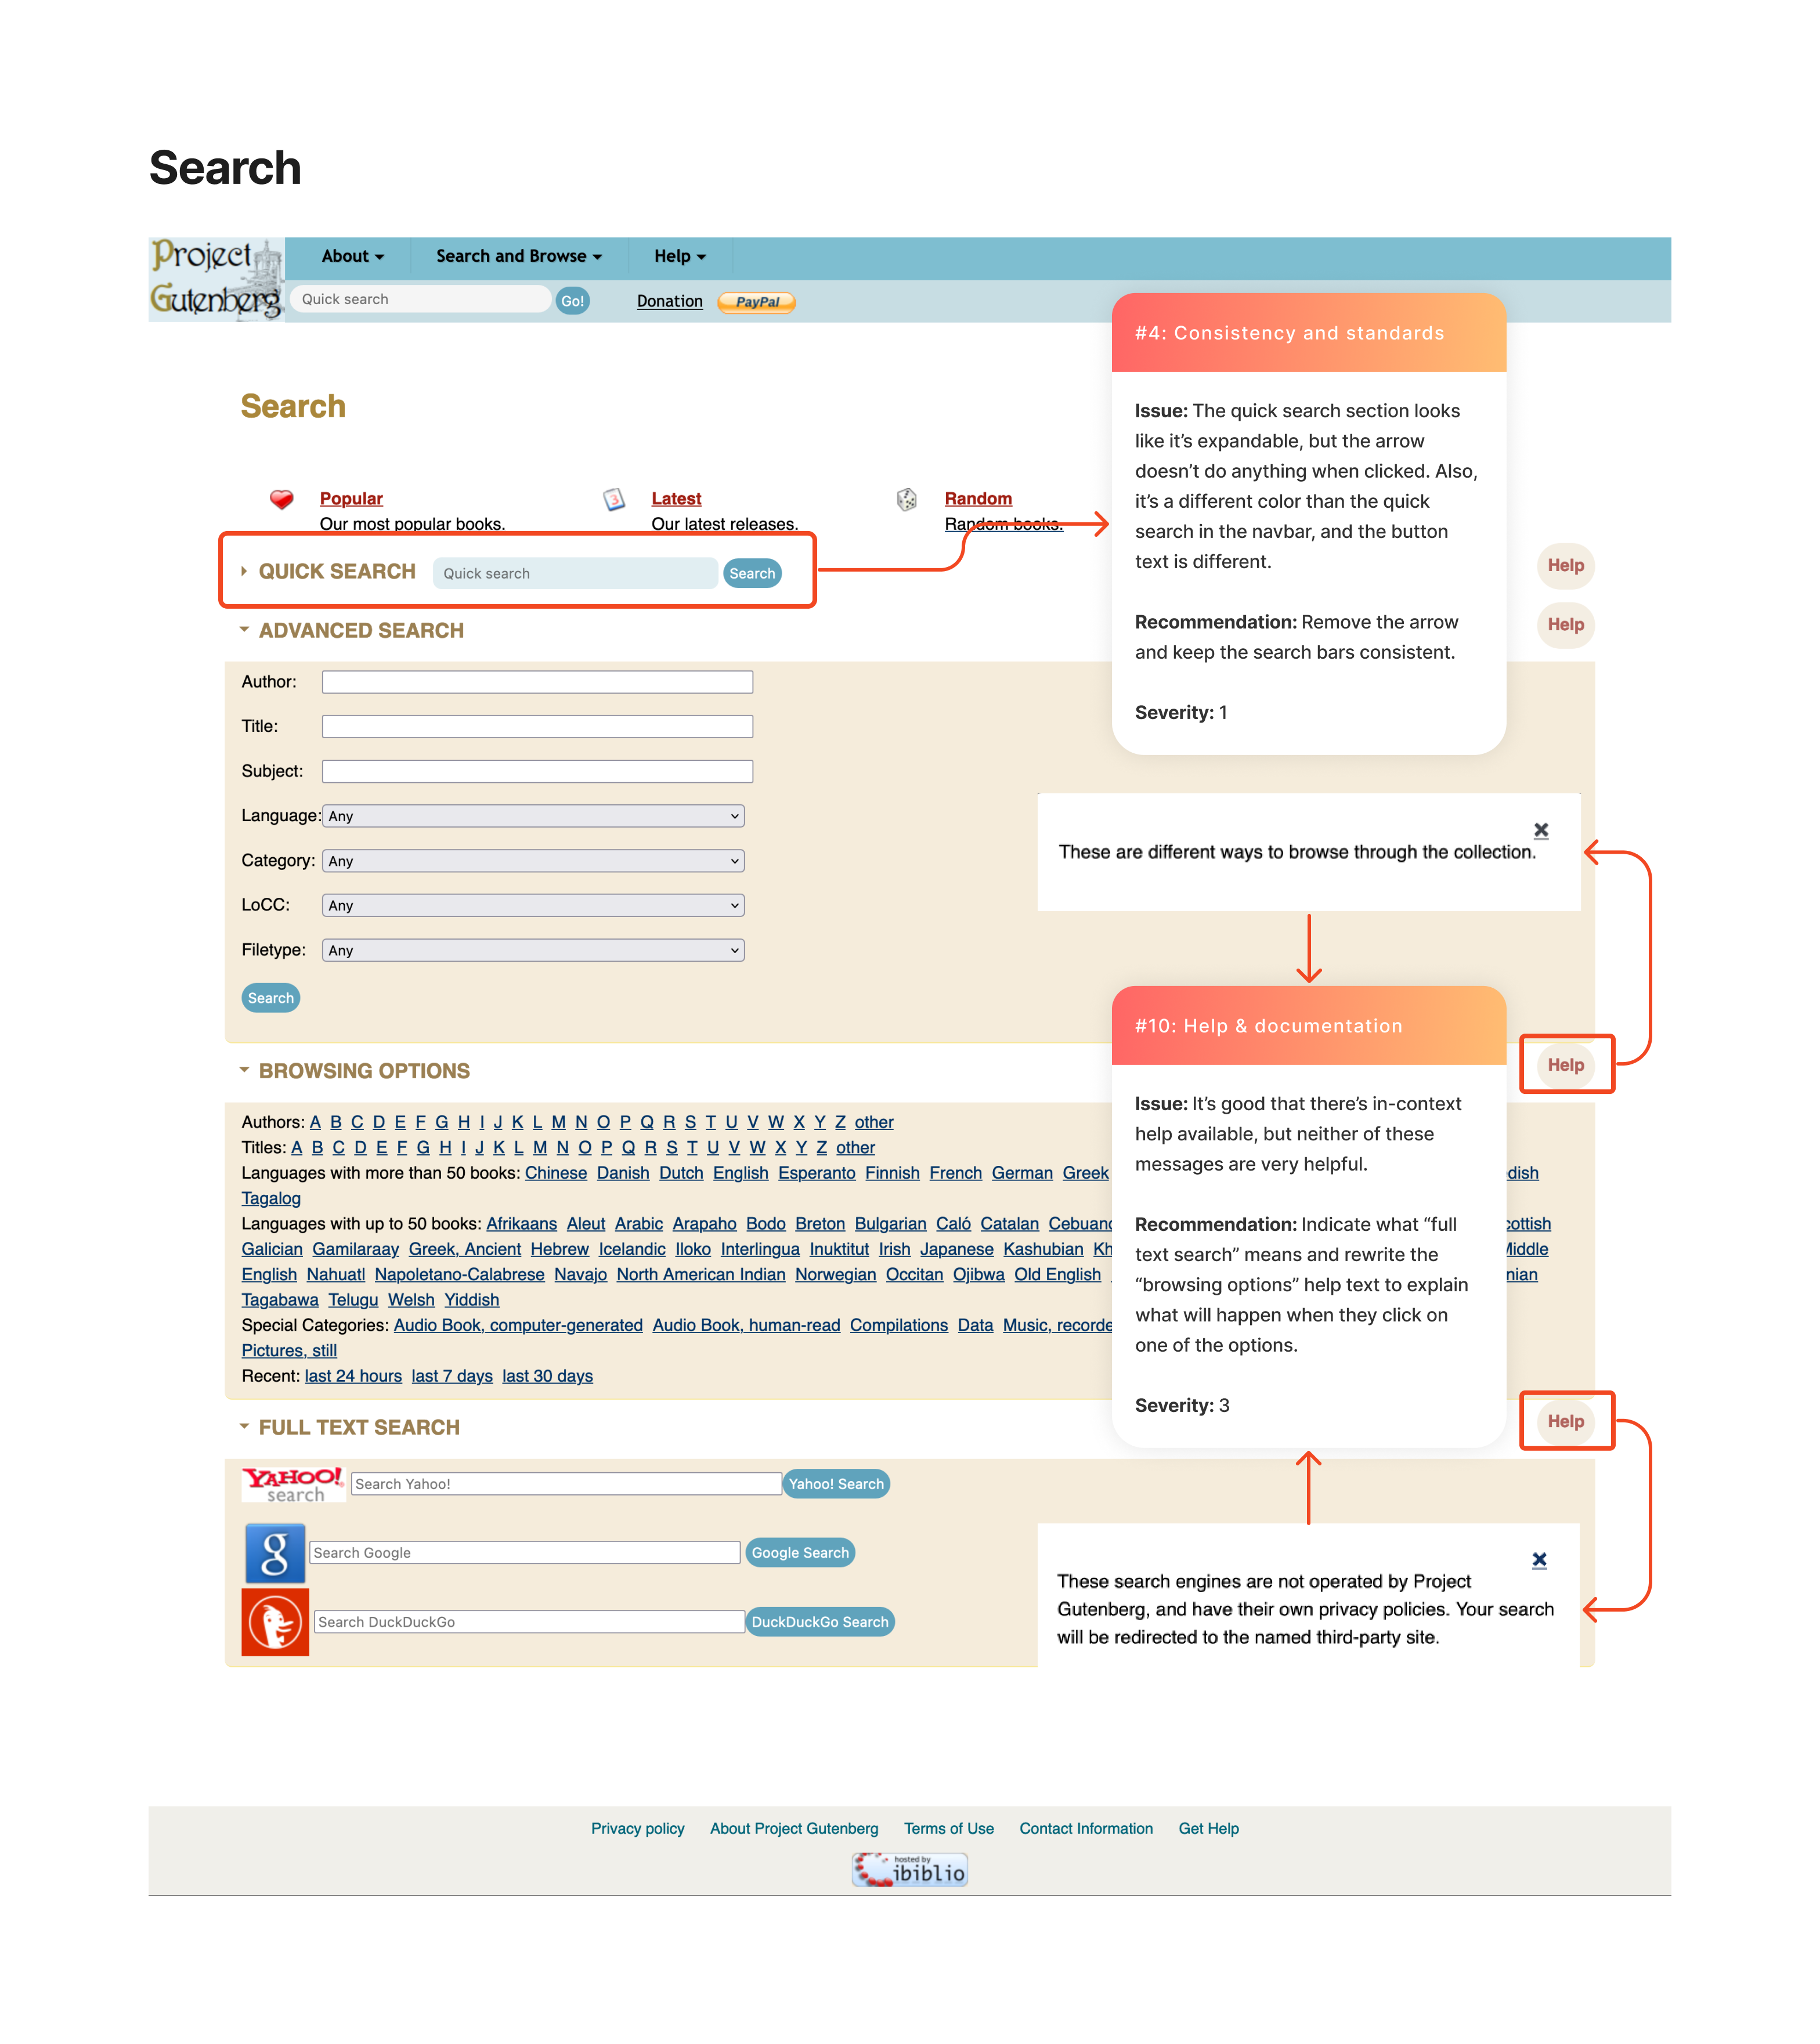 Search
Project
Gutenberg
About
Search and Browse
Help
Quick search
Go!
Donation
PayPal
#4: Consistency and standards
Issue: The quick search section looks
like it’s expandable, but the arrow
doesn’t do anything when clicked. Also,
it’s a different color than the quick
search in the navbar, and the button
text is different.
Recommendation: Remove the arrow
and keep the search bars consistent.
Severity: 1
Search
Popular
Our most popular books.
3
Latest
Our latest releases.
Random
Random books.
QUICK SEARCH
Quick search
Search
Help
ADVANCED SEARCH
Help
Author:
Title:
Subject:
Language: Any
Category: Any
LoCC: Any
Filetype: Any
Search
These are different ways to browse through the collection.
#10: Help & documentation
Issue: It’s good that there’s in-context
help available, but neither of these
messages are very helpful.
Recommendation: Indicate what “full
text search” means and rewrite the
“browsing options” help text to explain
what will happen when they click on
one of the options.
Severity: 3
BROWSING OPTIONS
Help
Authors: A B C D E F G H I J K L M N O P Q R S T U V W X Y Z other
Titles: A B C D E F G H I J K L M N O P Q R S T U V W X Y Z other
Languages with more than 50 books: Chinese Danish Dutch English Esperanto Finnish French German Greek
Tagalog
Languages with up to 50 books: Afrikaans Aleut Arabic Arapaho Bodo Breton Bulgarian Caló Catalan
Galician Gamilaraay Greek, Ancient Hebrew Icelandic Iloko Interlingua Inuktitut Irish Japanese Kashubian
English Nahuatl Napoletano-Calabrese Navajo North American Indian Norwegian Occitan Ojibwa Old English
Tagabawa Telugu Welsh Yiddish
Special Categories: Audio Book, computer-generated Audio Book, human-read Compilations Data Music,
Pictures, still
Recent: last 24 hours last 7 days last 30 days
FULL TEXT SEARCH
Help
YAHOO!
search
Search Yahoo!
Yahoo! Search
g
Search Google
Google Search
Search DuckDuckGo
DuckDuckGo Search
These search engines are not operated by Project
Gutenberg, and have their own privacy policies. Your search
will be redirected to the named third-party site.
Privacy policy About Project Gutenberg Terms of Use Contact Information Get Help
hosted by
ibiblio